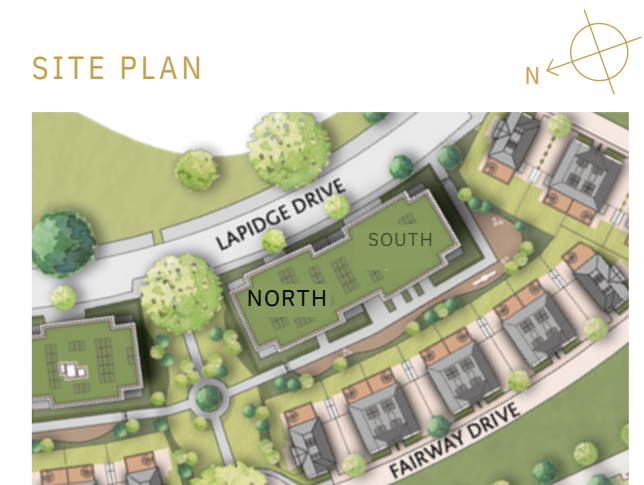 SITE PLAN
N
LAPIDGE DRIVE
SOUTH
NORTH
FAIRWAY DRIVE